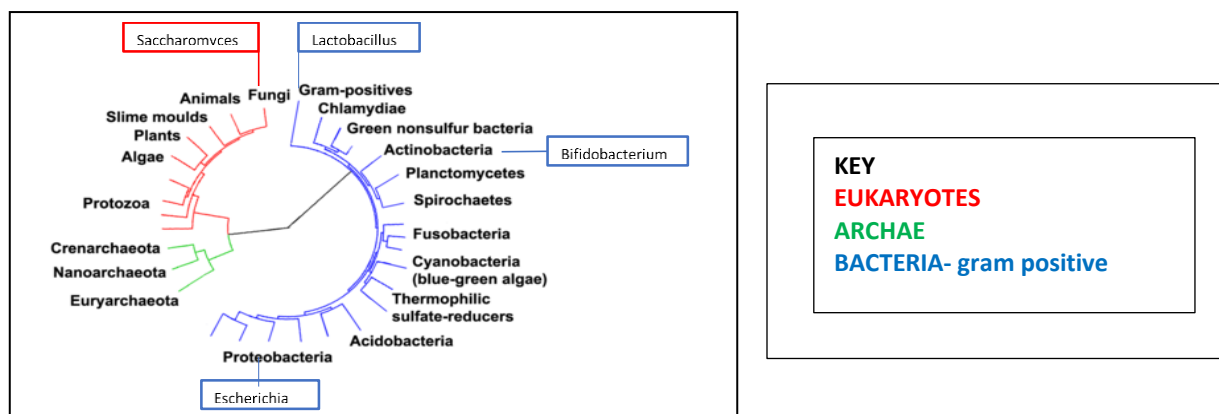 Saccharomyces
Lactobacillus
Fungi
Gram-positives
Animals
Chlamydiae
Slime moulds
Green nonsulfur bacteria
Plants
Actinobacteria
Bifidobacterium
Algae
Planctomycetes
Protozoa
Spirochaetes
Fusobacteria
Crenarchaeota
Nanoarchaeota
Cyanobacteria
(blue-green algae)
Euryarchaeota
Thermophilic
sulfate-reducers
Acidobacteria
Proteobacteria
Escherichia
KEY
EUKARYOTES
ARCHAE
BACTERIA- gram positive